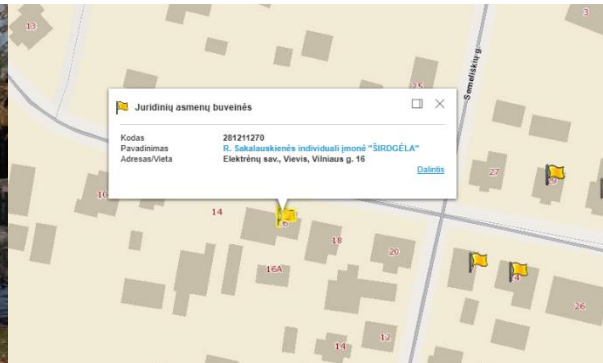 13
3
25
Semeliškių g.
Juridinių asmenų buveinės
Kodas 281211270
Pavadinimas R. Sakalauskienės individuali įmonė "ŠIRDGĖLA"
Adresas/Vieta Elektrėnų sav., Vievis, Vilniaus g. 16
Dalintis
27
10
14
18
20
16A
26
14
12